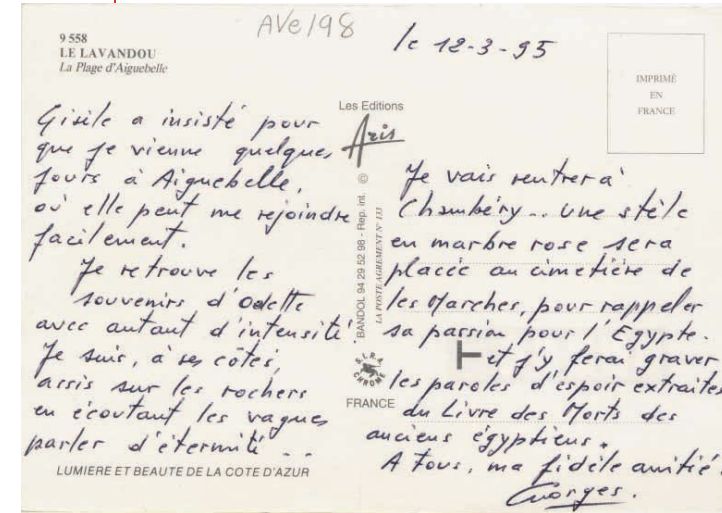 AVe198
9 558
LE LAVANDOU
La Plage d'Aiguebelle
le 12-3-95
IMPRIMÉ
EN
FRANCE
Gisèle a insisté pour
que je vienne quelques
jours à Aiguebelle,
où elle peut me rejoindre
facilement.
Je retrouve les
souvenirs d'Odette
avec autant d'intensité.
Je suis, à ses côtés,
assis sur les rochers
en écoutant les vagues
parler d'éternité...
LUMIERE ET BEAUTE DE LA COTE D'AZUR
Les Editions
Aris
BANDOL 94 29 52 98 - Rep. int. ©
LA POSTE AGREMENT N° 133
FRANCE
Je vais rentrer à
Chambéry.. Une stèle
en marbre rose sera
placée au cimetière de
les Marches, pour rappeler
sa passion pour l'Egypte.
et j'y ferai graver
les paroles d'espoir extraites
du Livre des Morts des
anciens égyptiens.
A tous, ma fidèle amitié.
Georges.